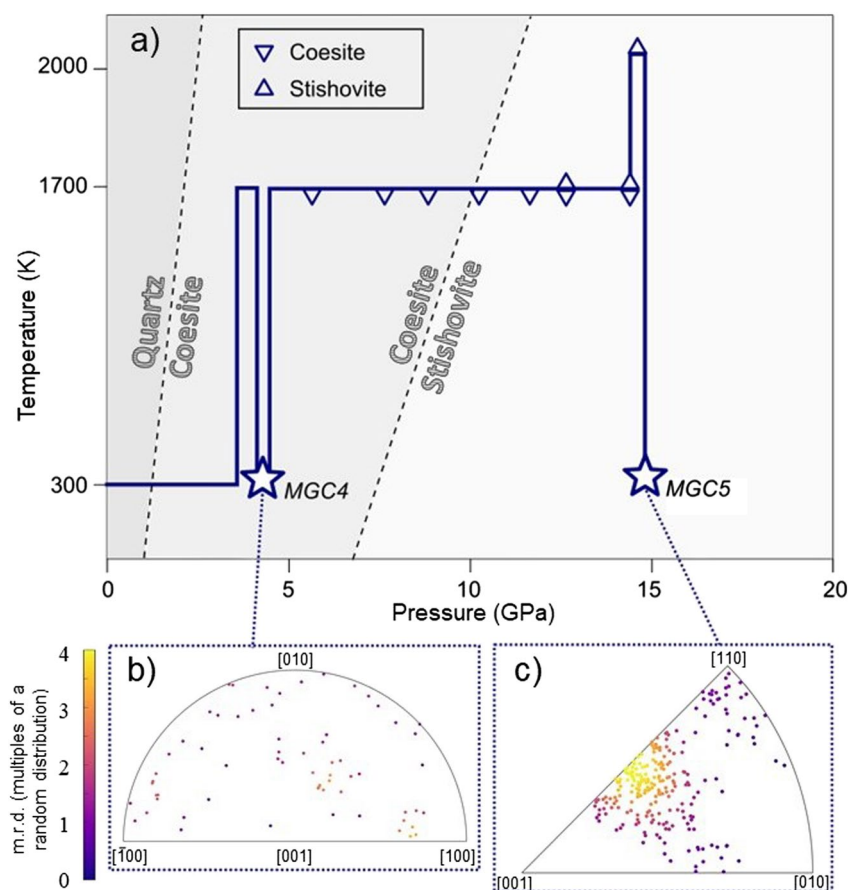 a)
Coesite
Stishovite
2000
1700
300
Temperature (K)
Quartz
Coesite
Coesite
Stishovite
MGC4
MGC5
0
5
10
15
20
Pressure (GPa)
4
3
2
1
0
m.r.d. (multiples of a
random distribution)
b)
[010]
[1̅00]
[001]
[100]
c)
[110]
[001]
[010]